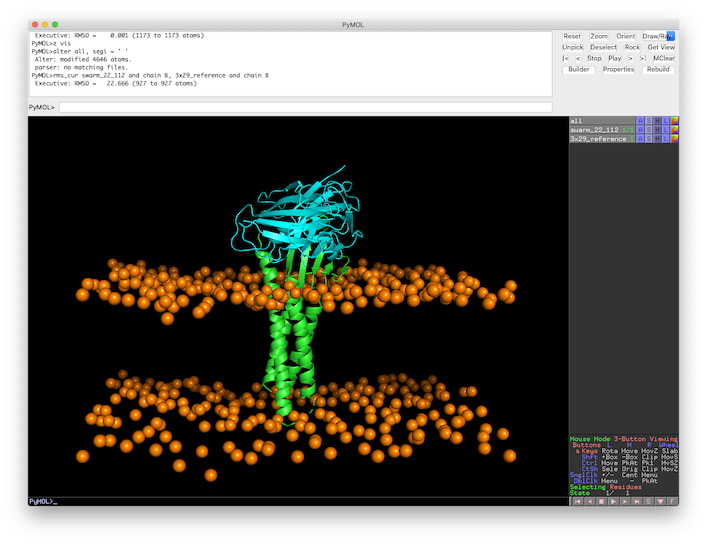 PyMOL
Executive: RMSD =    0.001 (1173 to 1173 atoms)
PyMOL>z vis
PyMOL>alter all, segi = ' '
Alter: modified 4646 atoms.
parser: no matching files.
PyMOL>rms_cur swarm_22_112 and chain B, 3x29_reference and chain B
Executive: RMSD =   22.666 (927 to 927 atoms)
Reset Zoom Orient Draw/Ra
Unpick Deselect Rock Get View
|< < Stop Play > >| MClear
Builder Properties Rebuild
PyMOL>
all A S H L C
swarm_22_112 1/1 A S H L C
3x29_reference 1 A S H L C
Mouse Mode 3-Button Viewing
Buttons L M R Wheel
& Keys Rota Move MovZ Slab
Shft +Box -Box Clip MovS
Ctrl Move PkAt Pk1 MvSZ
CtSh Sele Orig Clip MovZ
SnglClk +/- Cent Menu
DblClk Menu - PkAt
Selecting Residues
State 1/ 1
PyMOL>_
S F